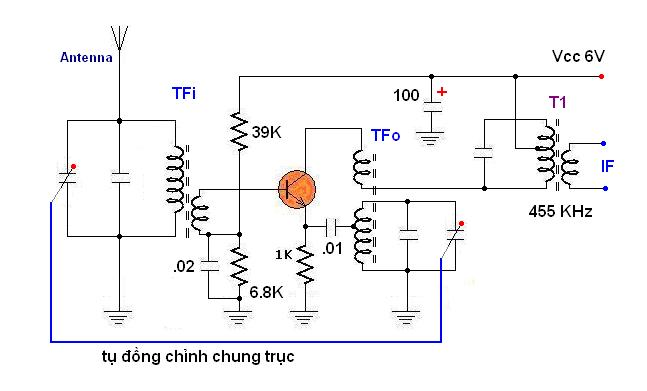 Antenna
Vcc 6V
TFi
100
+
T1
39K
TFo
IF
455 KHz
.02
1K
.01
6.8K
tụ đồng chỉnh chung trục